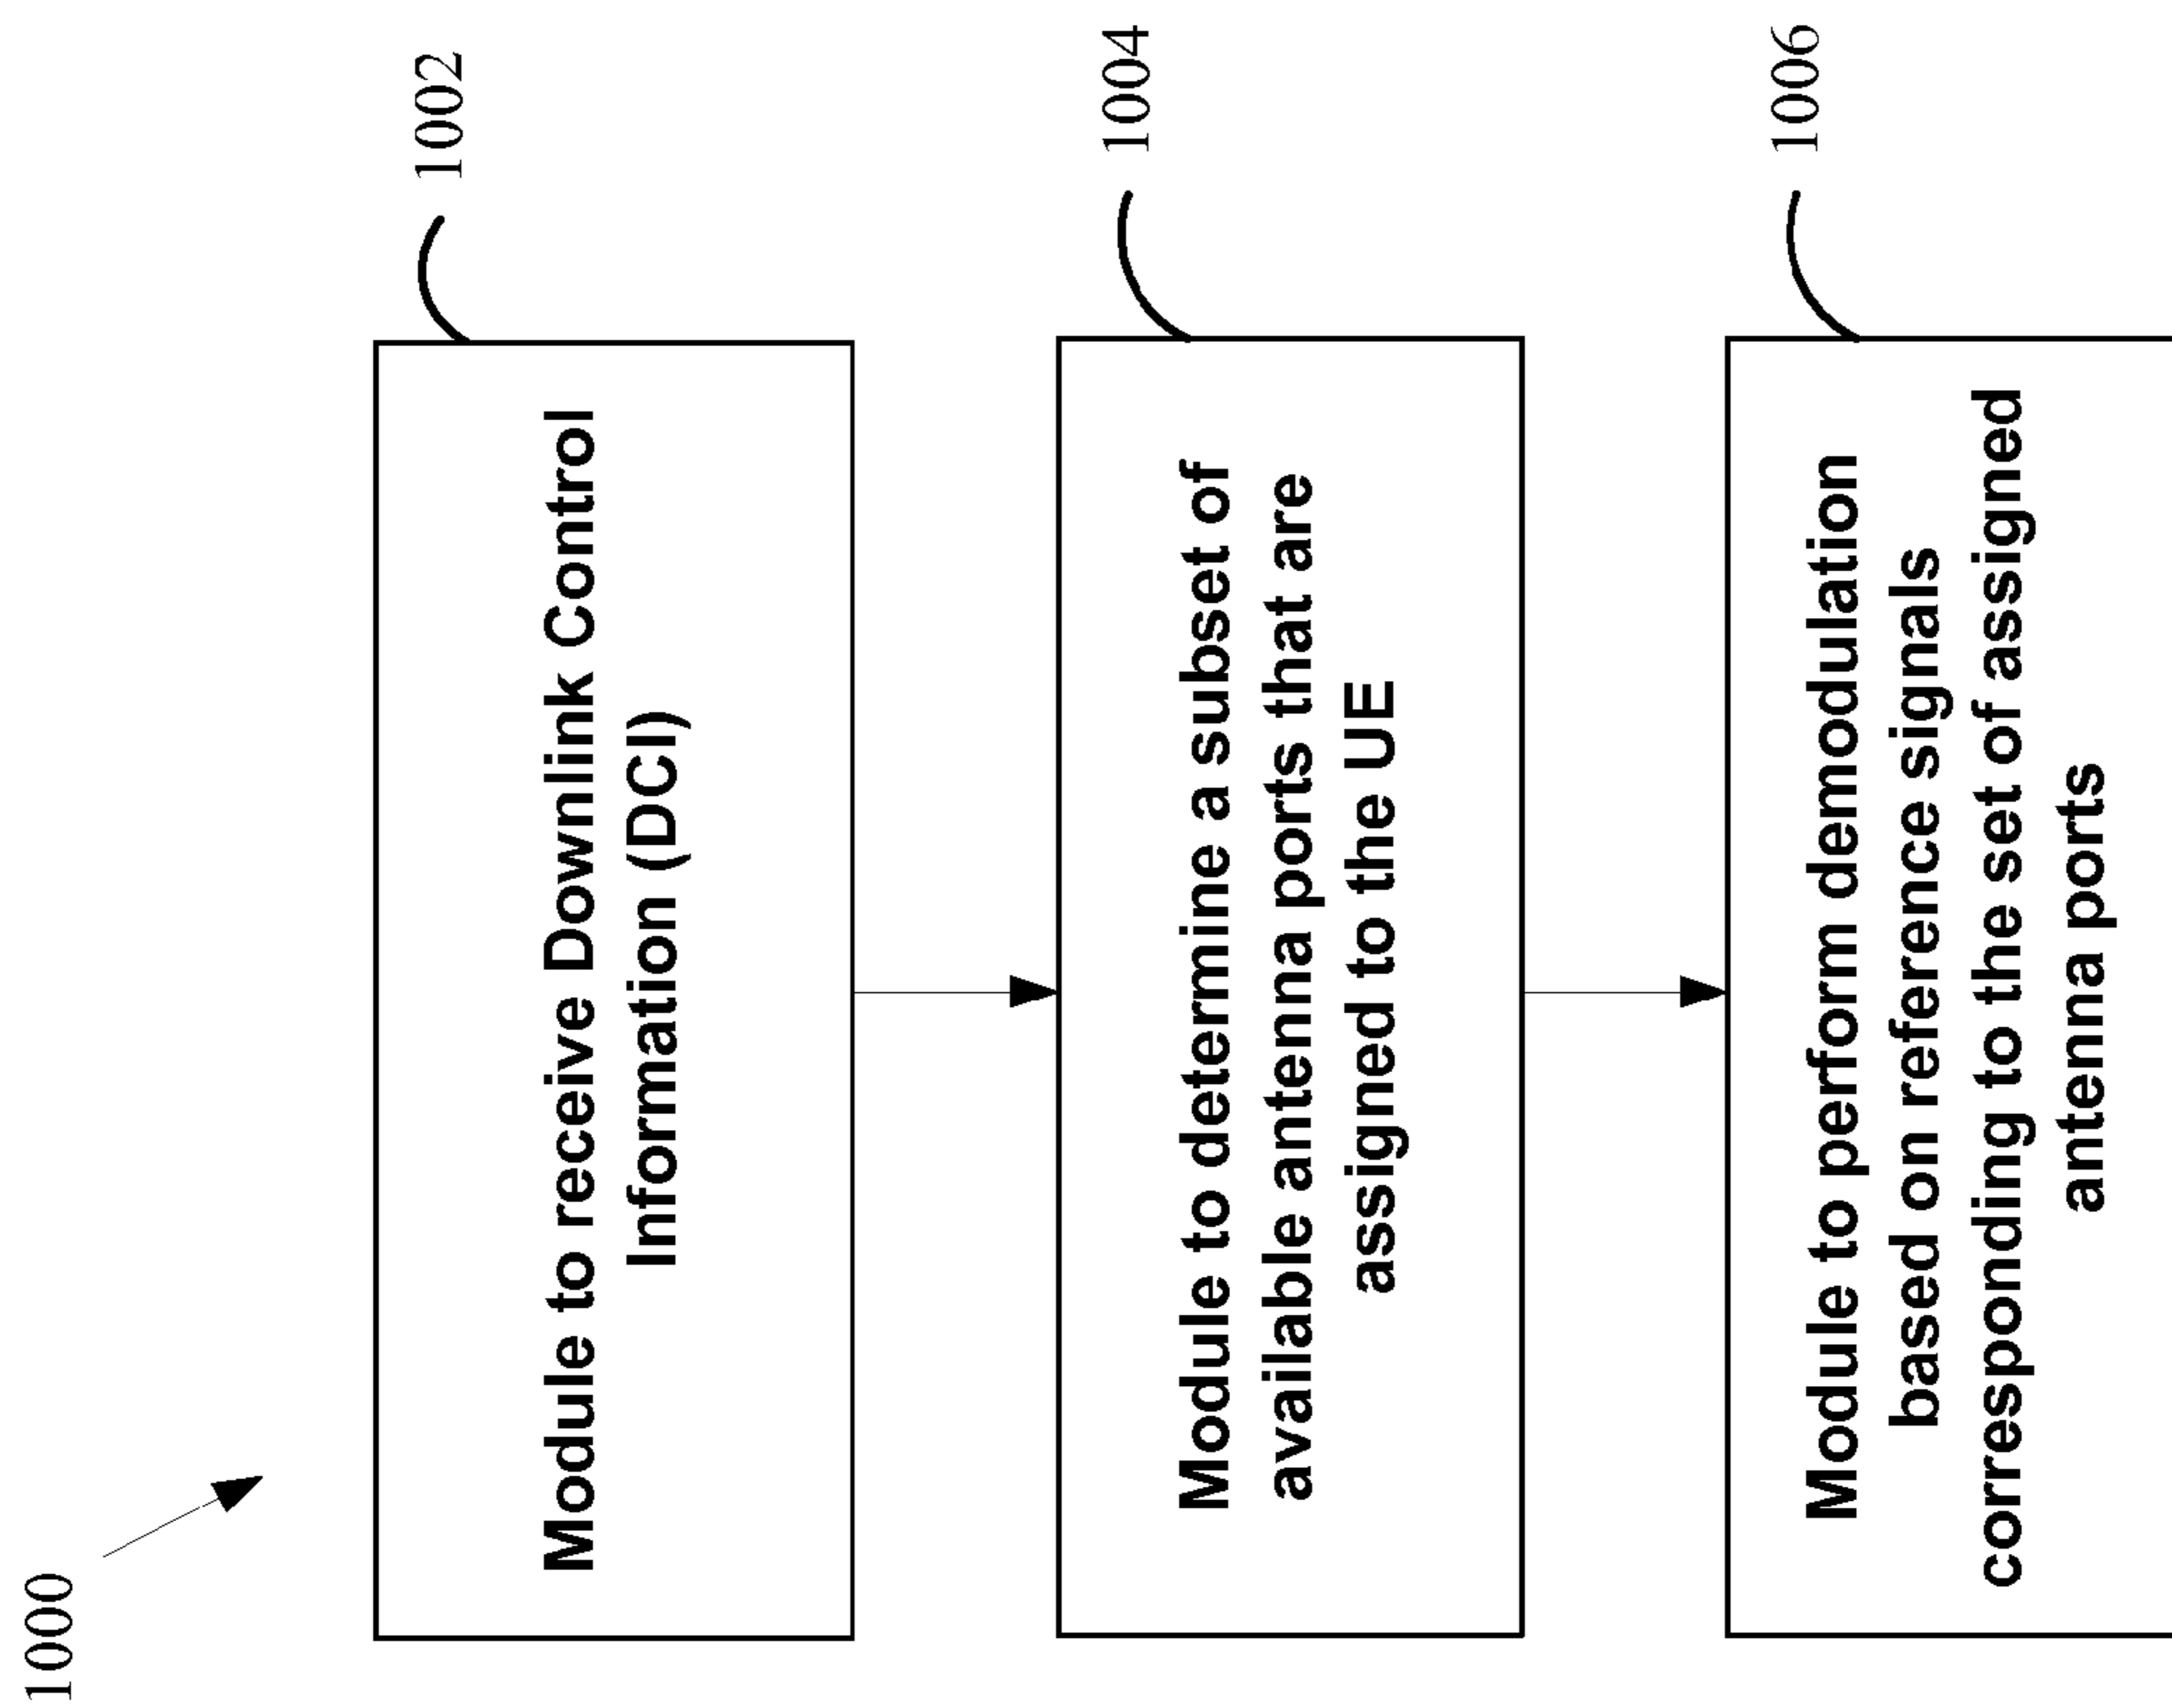 1000
1002
Module to receive Downlink Control
Information (DCI)
1004
Module to determine a subset of
available antenna ports that are
assigned to the UE
1006
Module to perform demodulation
based on reference signals
corresponding to the set of assigned
antenna ports